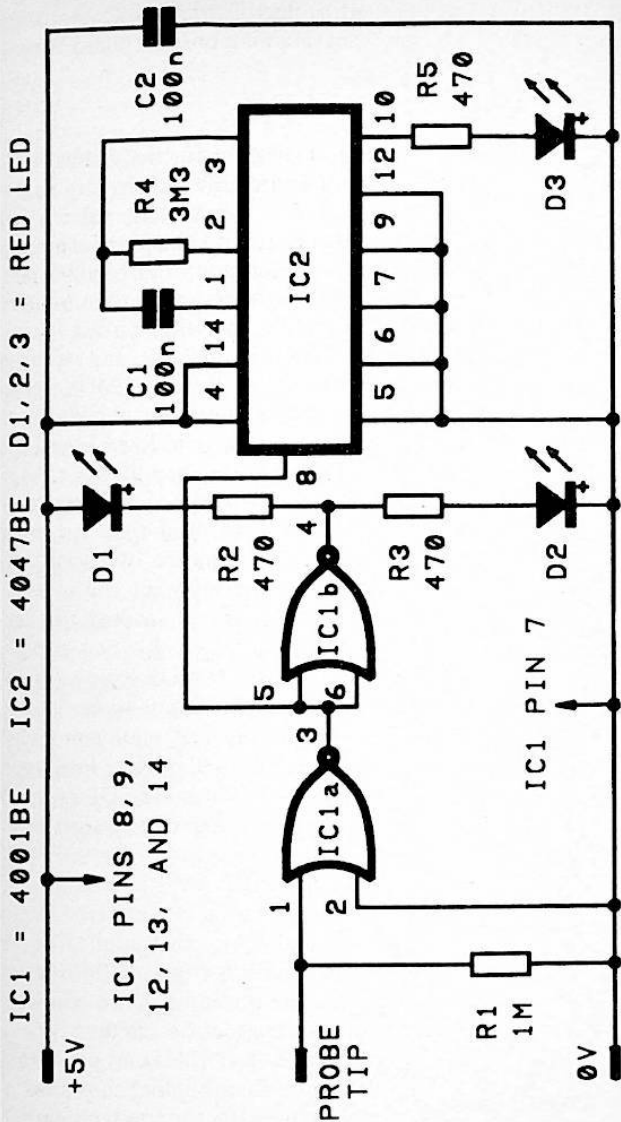 IC1 = 4001BE IC2 = 4047BE D1,2,3 = RED LED
+5V
IC1 PINS 8,9,
12,13, AND 14
D1
R2
470
4
IC1b
5
6
3
IC1a
1
2
PROBE
TIP
R1
1M
0V
IC1 PIN 7
R3
470
D2
+
+
8
C1
100n
R4
3M3
C2
100n
4
14
1
2
3
IC2
5
6
7
9
12
10
R5
470
D3
+